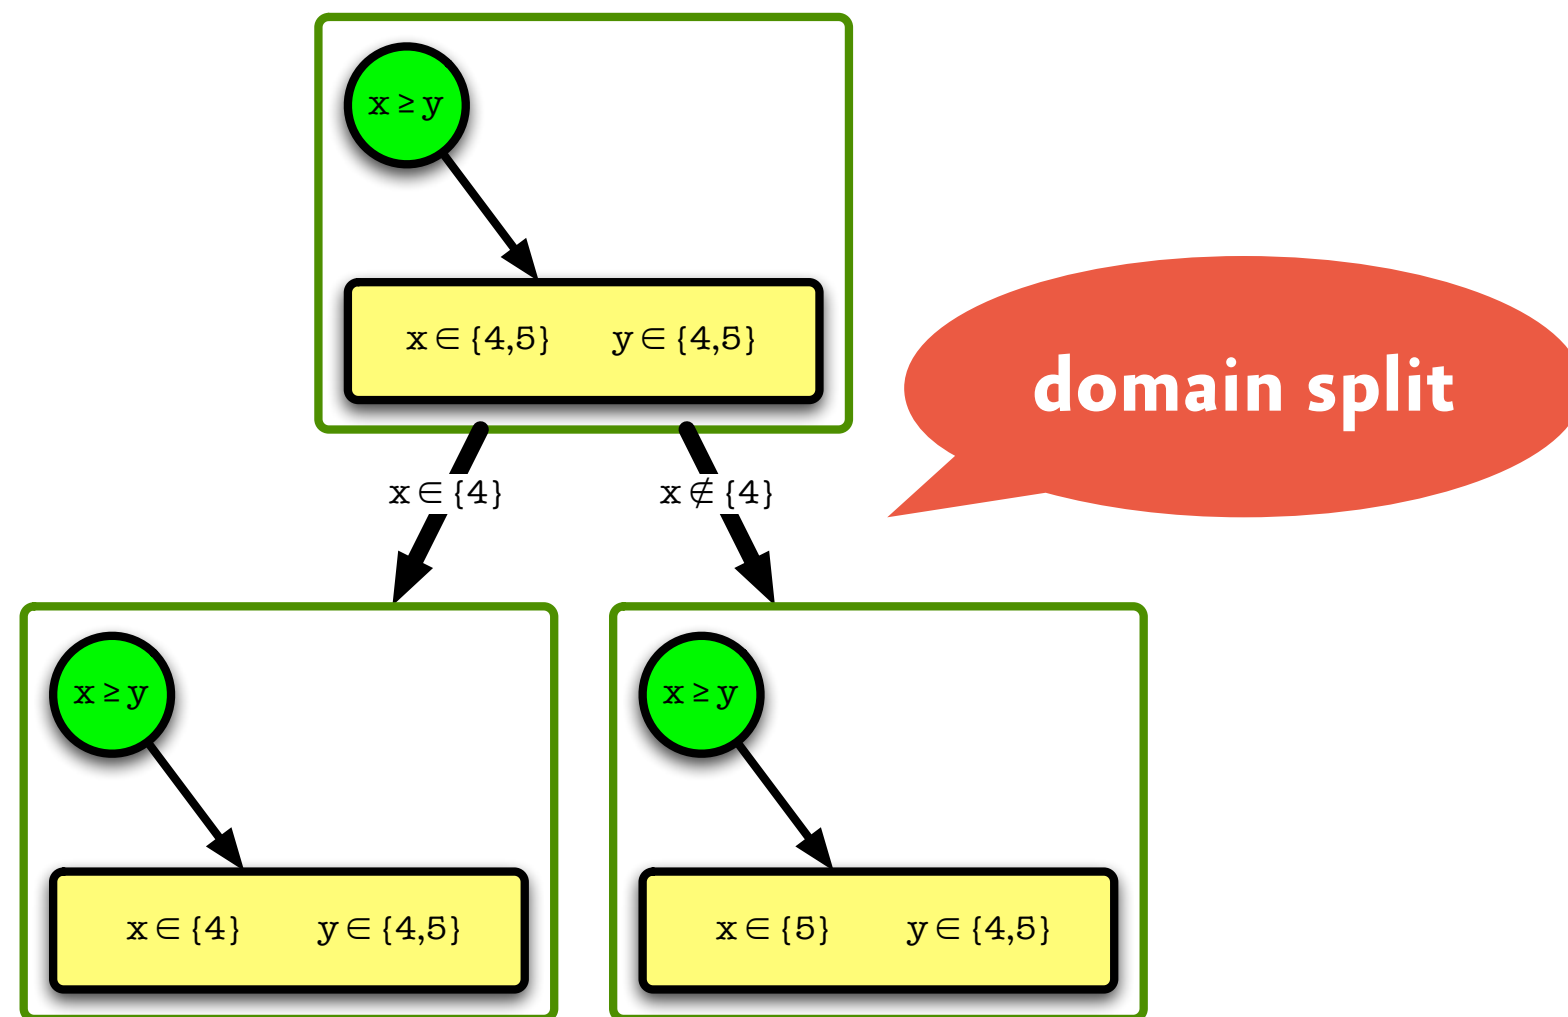 x ≥ y
x ∈ {4,5} y ∈ {4,5}
domain split
x ∈ {4} x ∉ {4}
x ≥ y x ≥ y
x ∈ {4} y ∈ {4,5} x ∈ {5} y ∈ {4,5}